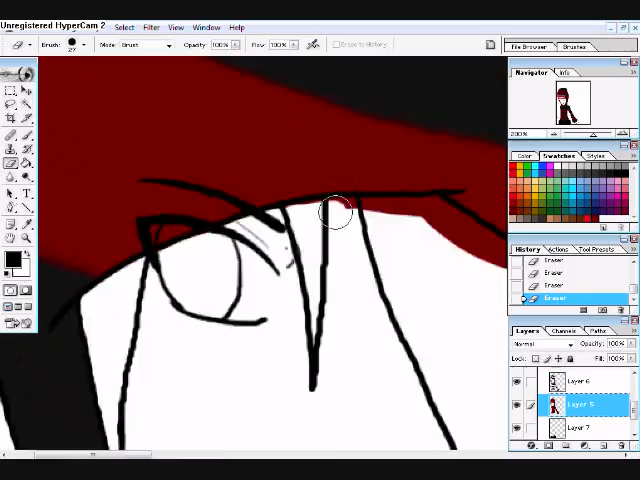 Unregistered HyperCam 2
Select Filter View Window Help
Brush: 27 Mode: Brush Opacity: 100% Flow: 100% Erase to History
File Browser Brushes
Navigator Info
200%
Color Swatches Styles
History Actions Tool Presets
Eraser
Eraser
Eraser
Eraser
Layers Channels Paths
Normal Opacity: 100%
Lock: Fill: 100%
Layer 6
Layer 5
Layer 7